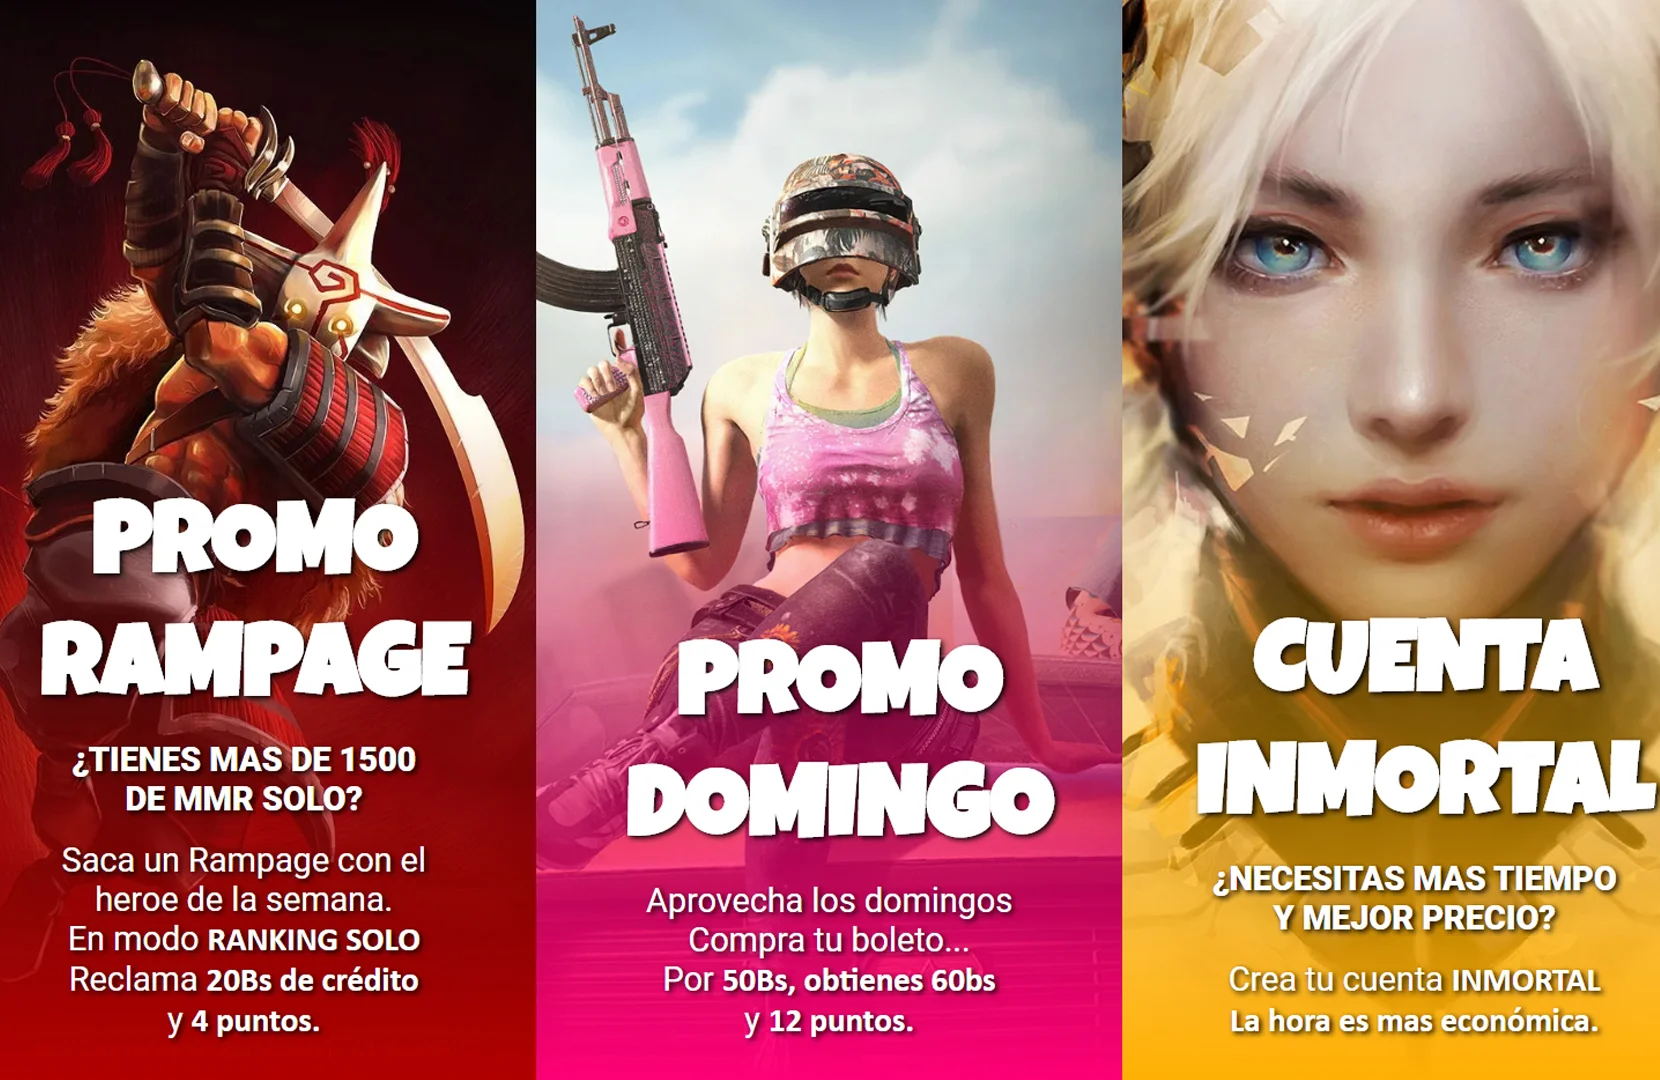 PROMO
RAMPAGE
¿TIENES MAS DE 1500
DE MMR SOLO?
Saca un Rampage con el
heroe de la semana.
En modo RANKING SOLO
Reclama 20Bs de crédito
y 4 puntos.
PROMO
DOMINGO
Aprovecha los domingos
Compra tu boleto...
Por 50Bs, obtienes 60bs
y 12 puntos.
CUENTA
INMORTAL
¿NECESITAS MAS TIEMPO
Y MEJOR PRECIO?
Crea tu cuenta INMORTAL
La hora es mas económica.